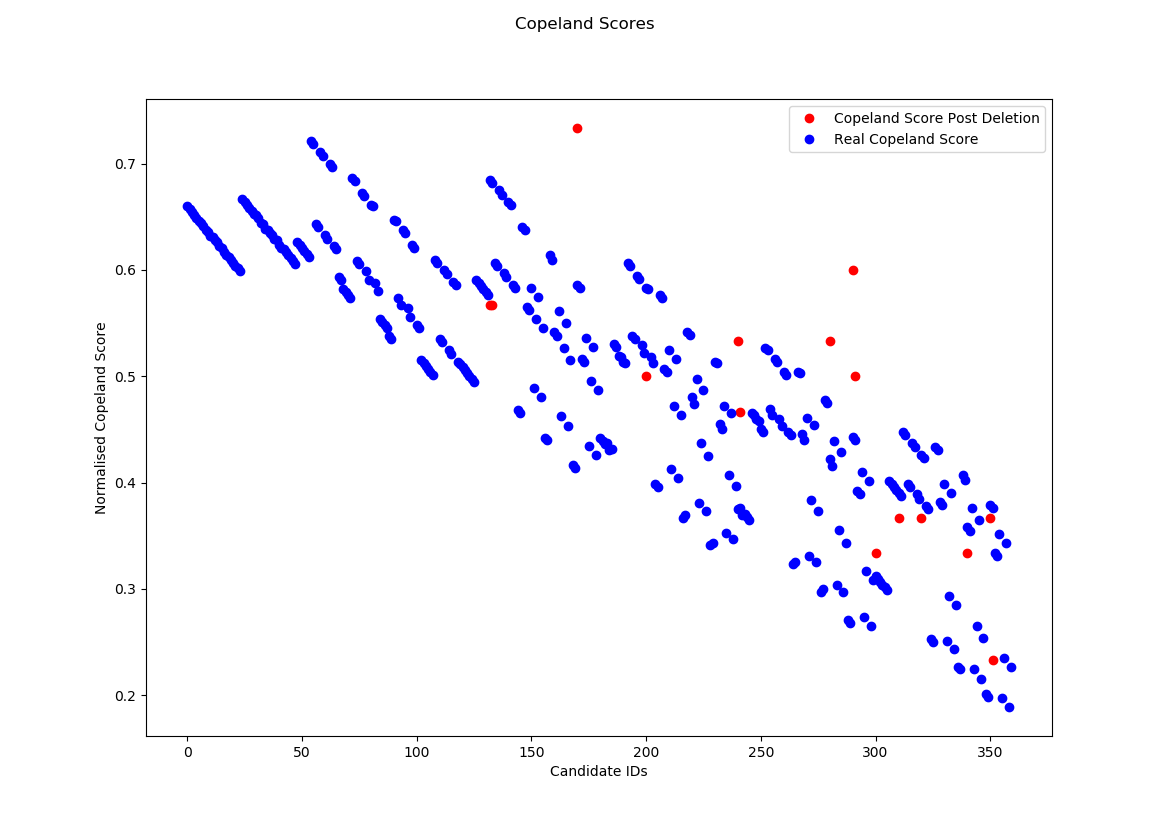 Copeland Scores
Copeland Score Post Deletion
Real Copeland Score
Normalised Copeland Score
0.7
0.6
0.5
0.4
0.3
0.2
0 50 100 150 200 250 300 350
Candidate IDs